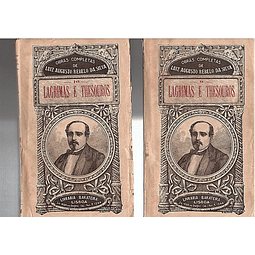 OBRAS COMPLETAS
DE
LUIZ AUGUSTO REBELLO DA SILVA
LAGRIMAS E THESOUROS
LIVRARIA BARATEIRA
LISBOA
OBRAS COMPLETAS
DE
LUIZ AUGUSTO REBELLO DA SILVA
LAGRIMAS E THESOUROS
LIVRARIA BARATEIRA
LISBOA